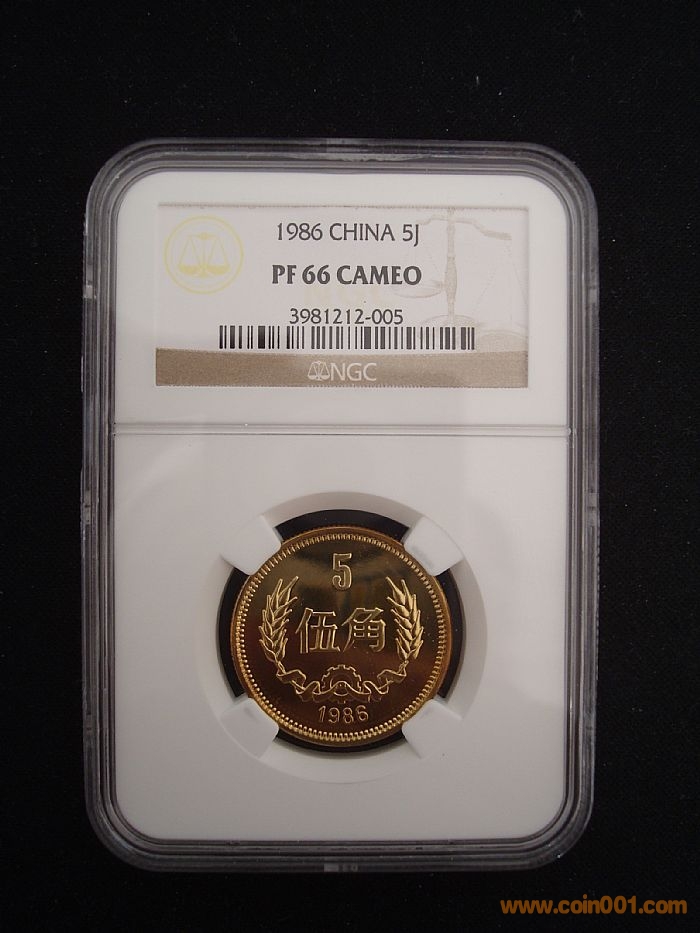 1986 CHINA 5J
PF 66 CAMEO
3981212-005
NGC
5
伍角
1986
www.coin001.com